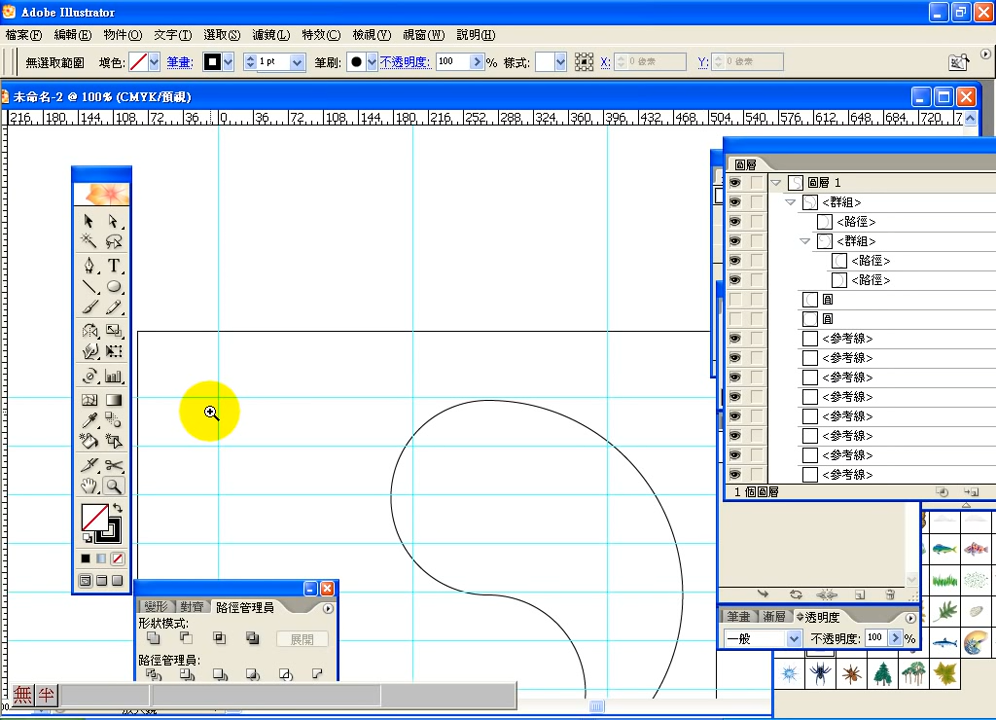 Adobe Illustrator
檔案(F) 編輯(E) 物件(O) 文字(T) 選取(S) 濾鏡(L) 特效(C) 檢視(V) 視窗(W) 說明(H)
無選取範圍 填色: 筆畫: 1 pt 筆刷: 不透明度: 100 % 樣式: X: 0 像素 Y: 0 像素
未命名-2 @ 100% (CMYK/預視)
216 180 144 108 72 36 0 36 72 108 144 180 216 252 288 324 360 396 432 468 504 540 576 612 648 684 720 7
圖層
圖層 1
<群組>
<路徑>
<群組>
<路徑>
<路徑>
圓
圓
<參考線>
<參考線>
<參考線>
<參考線>
<參考線>
<參考線>
<參考線>
<參考線>
1 個圖層
變形 對齊 路徑管理員
形狀模式:
展開
路徑管理員:
筆畫 漸層 透明度
一般 不透明度: 100 %
無 半
放大鏡